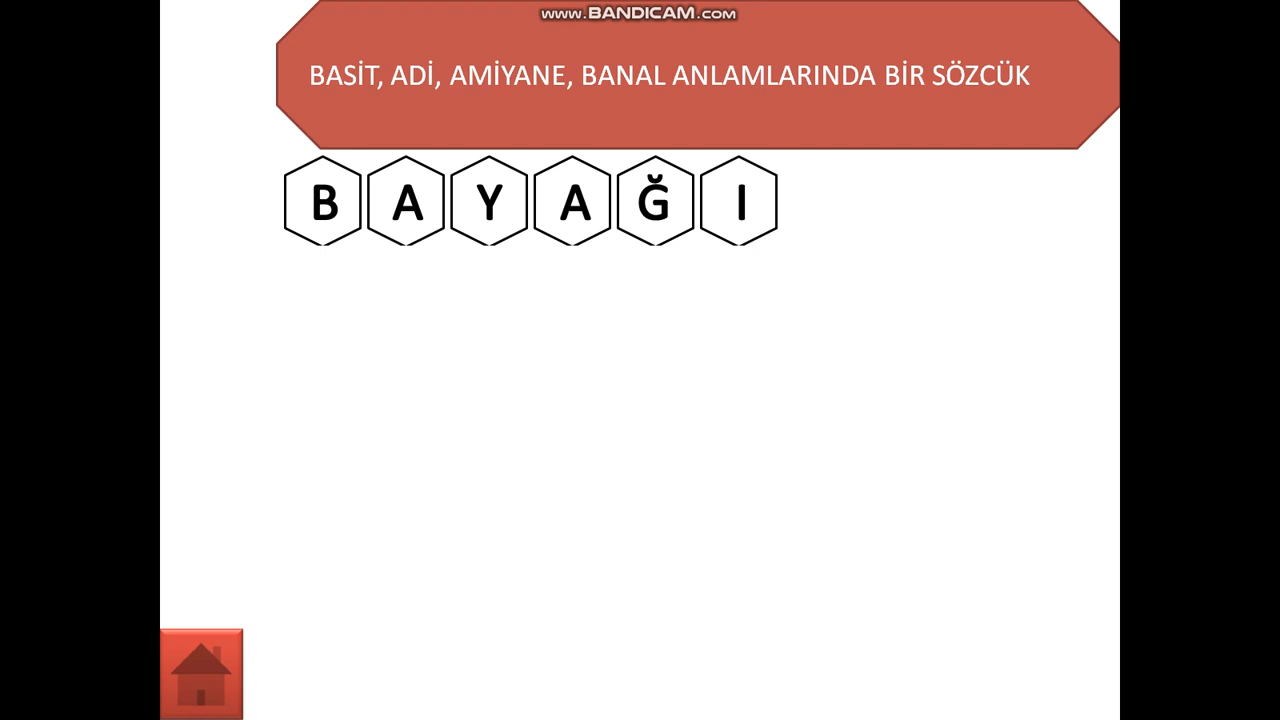 www.BANDICAM.com
BASİT, ADİ, AMİYANE, BANAL ANLAMLARINDA BİR SÖZCÜK
B A Y A Ğ I